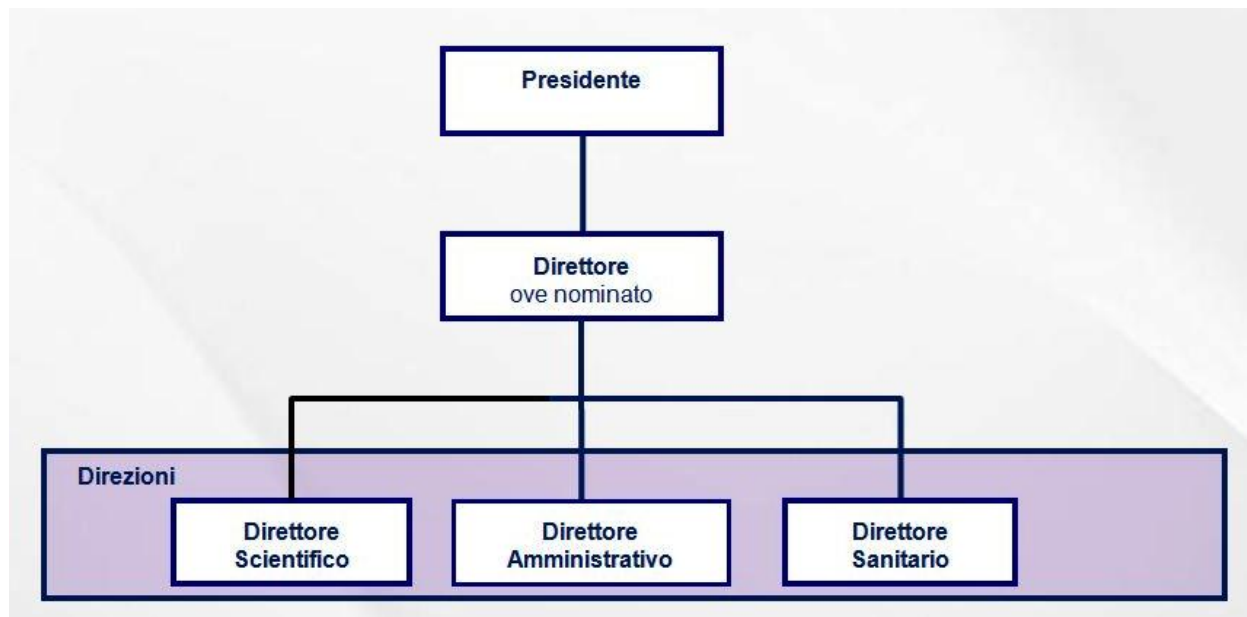 Presidente
Direttore
ove nominato
Direzioni
Direttore
Scientifico
Direttore
Amministrativo
Direttore
Sanitario